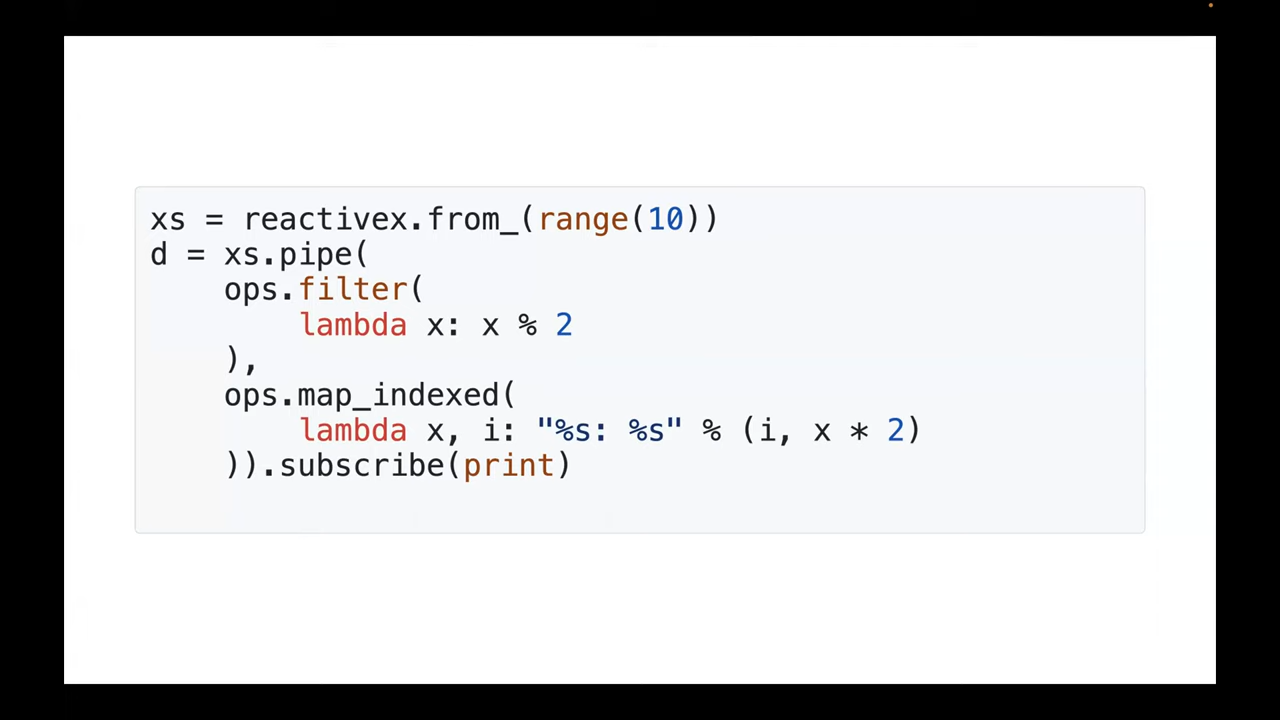 xs = reactivex.from_(range(10))
d = xs.pipe(
    ops.filter(
        lambda x: x % 2
    ),
    ops.map_indexed(
        lambda x, i: "%s: %s" % (i, x * 2)
    )).subscribe(print)